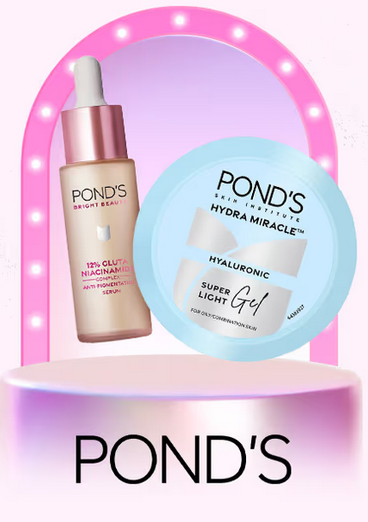 POND'S
BRIGHT BEAUTY
12% GLUTA
NIACINAMIDE
COMPLEX
ANTI-PIGMENTATION
SERUM
POND'S
SKIN INSTITUTE
HYDRA MIRACLE™
HYALURONIC
SUPER
LIGHT Gel
FOR OILY/COMBINATION SKIN
POND'S